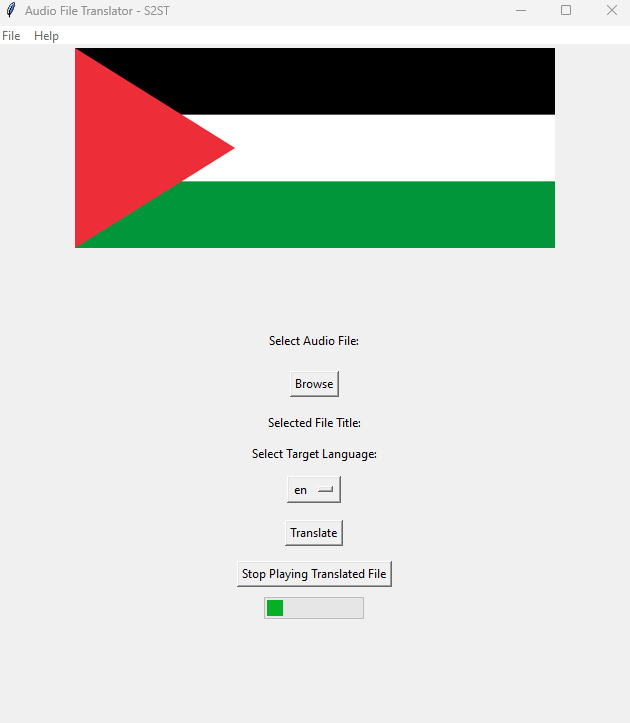 Audio File Translator - S2ST
File Help
Select Audio File:
Browse
Selected File Title:
Select Target Language:
en
Translate
Stop Playing Translated File